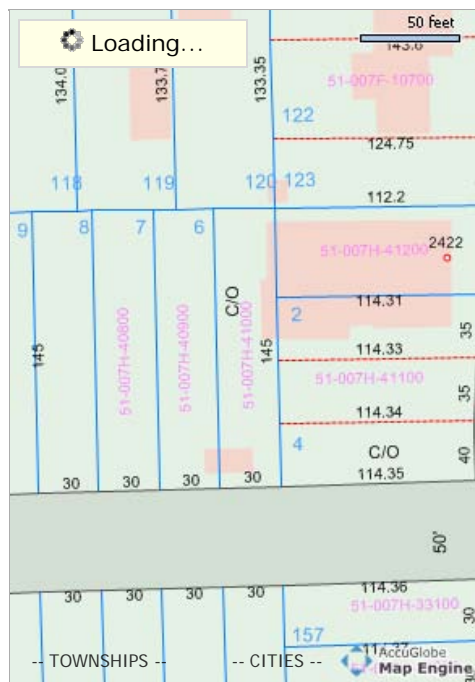 Loading...
50 feet
134.0
133.7
133.35
143.6
51-007F-10700
122
124.75
118
119
120
123
112.2
9
8
7
6
2422
51-007H-41200
C/O
114.31
2
35
145
51-007H-40800
51-007H-40900
51-007H-41000
145
114.33
51-007H-41100
35
114.34
4
C/O
40
30
30
30
30
114.35
50'
30
30
30
30
114.36
51-007H-33100
30
157
-- TOWNSHIPS --
-- CITIES --
AccuGlobe
Map Engine